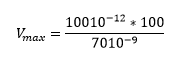 V_max = (10010^−12 * 100) / (7010^−9)